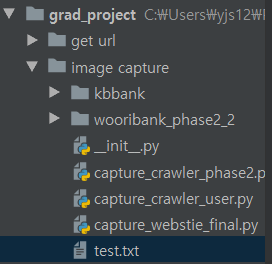 grad_project C:₩Users₩yjs12₩
get url
image capture
kbbank
wooribank_phase2_2
__init__.py
capture_crawler_phase2.p
capture_crawler_user.py
capture_webstie_final.py
test.txt